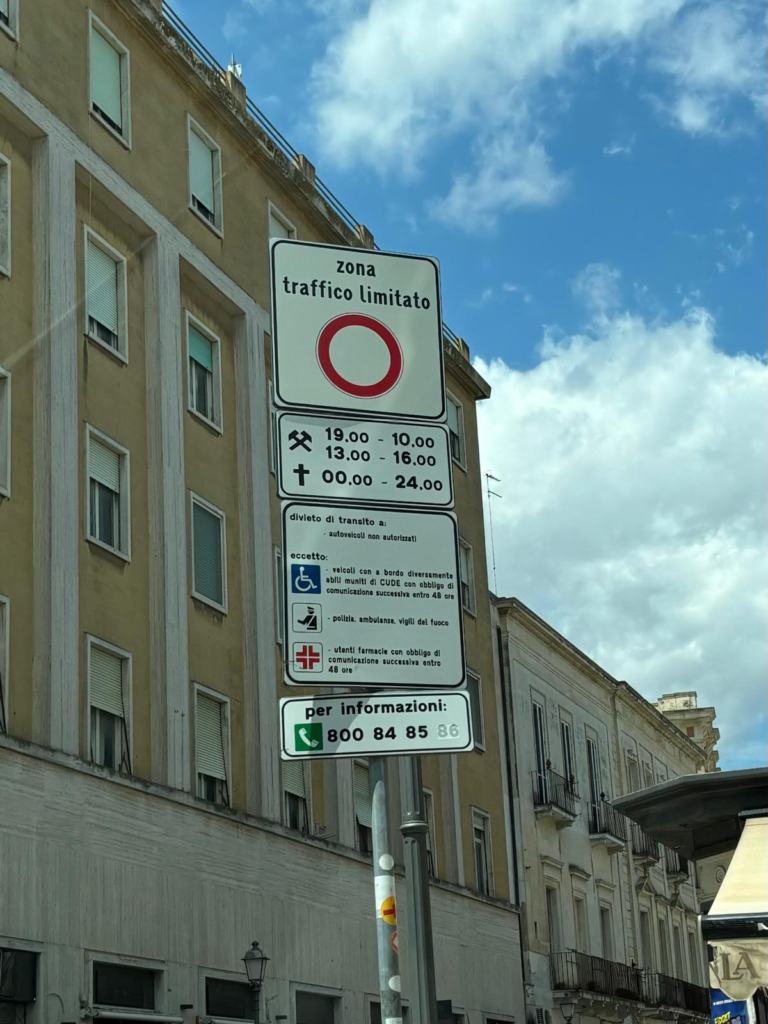 zona
traffico limitato
19.00 - 10.00
13.00 - 16.00
00.00 - 24.00
divieto di transito a:
- autoveicoli non autorizzati
eccetto:
- veicoli con a bordo diversamente
abili muniti di CUDE con obbligo di
comunicazione successiva entro 48 ore
- polizia, ambulanze, vigili del fuoco
- utenti farmacie con obbligo di
comunicazione successiva entro
48 ore
per informazioni:
800 84 85 86
LA